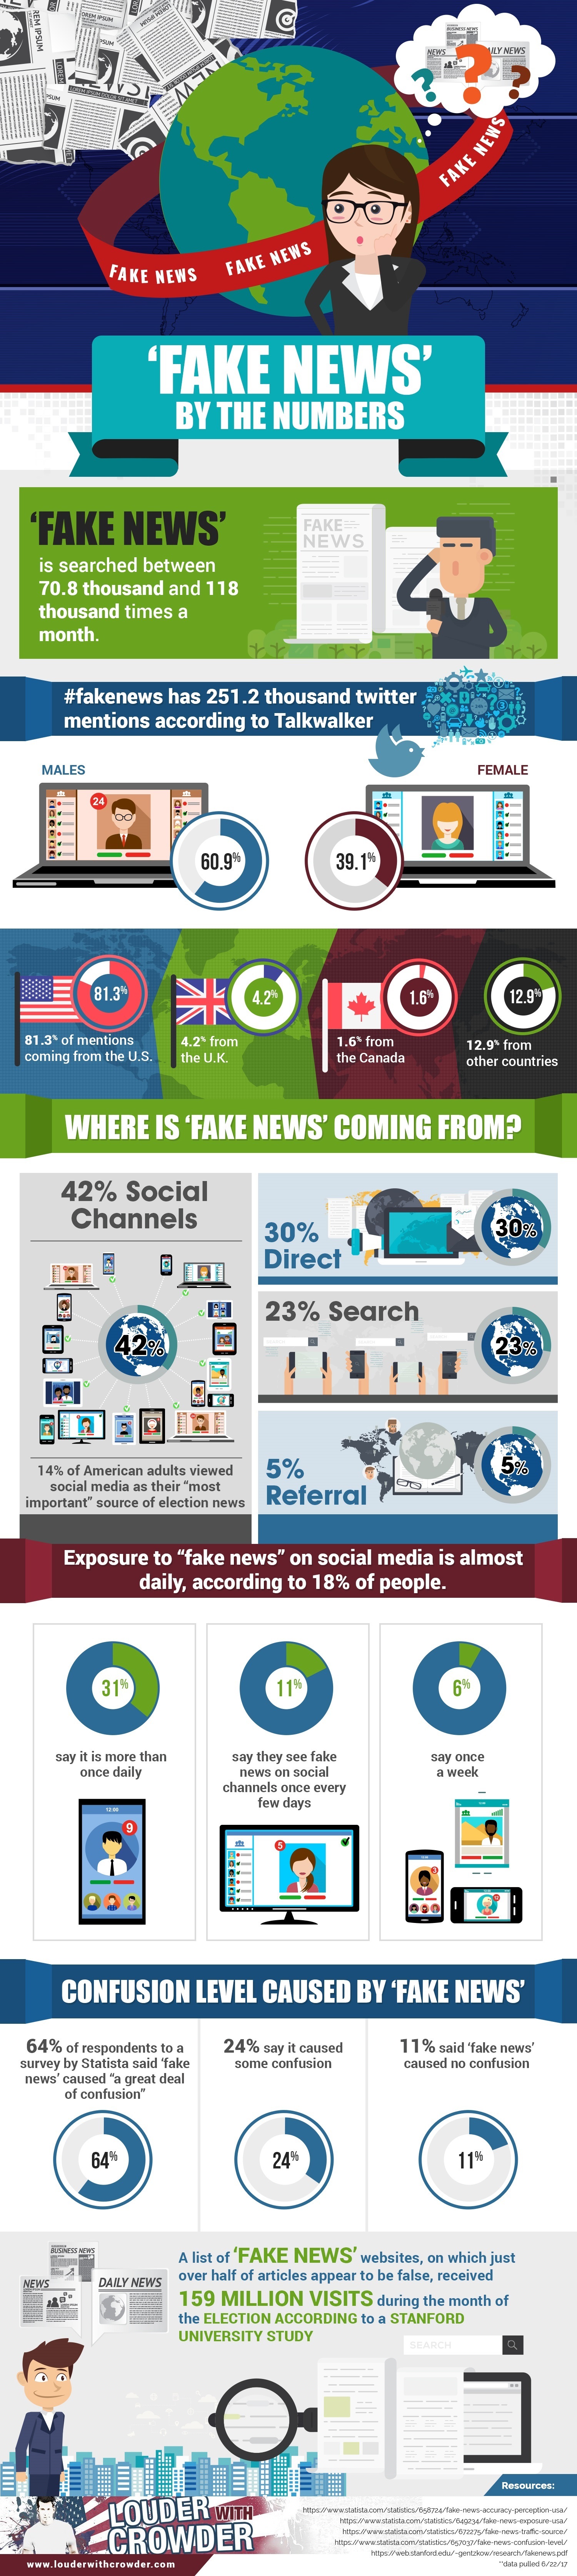 LOREM IPSUM
REM IPSUM
NEWS
DAILY NEWS
FAKE NEWS
FAKE NEWS
FAKE NEWS
'FAKE NEWS'
BY THE NUMBERS
'FAKE NEWS'
is searched between
70.8 thousand and 118
thousand times a
month.
FAKE
NEWS
#fakenews has 251.2 thousand twitter
mentions according to Talkwalker
MALES
FEMALE
24
60.9%
39.1%
81.3%
4.2%
1.6%
12.9%
81.3% of mentions
coming from the U.S.
4.2% from
the U.K.
1.6% from
the Canada
12.9% from
other countries
WHERE IS 'FAKE NEWS' COMING FROM?
42% Social
Channels
42%
14% of American adults viewed
social media as their "most
important" source of election news
30%
Direct
30%
23% Search
23%
5%
Referral
5%
Exposure to "fake news" on social media is almost
daily, according to 18% of people.
31%
say it is more than
once daily
12:00
9
11%
say they see fake
news on social
channels once every
few days
5
6%
say once
a week
3
CONFUSION LEVEL CAUSED BY 'FAKE NEWS'
64% of respondents to a
survey by Statista said 'fake
news' caused "a great deal
of confusion"
64%
24% say it caused
some confusion
24%
11% said 'fake news'
caused no confusion
11%
BUSINESS NEWS
NEWS
DAILY NEWS
A list of 'FAKE NEWS' websites, on which just
over half of articles appear to be false, received
159 MILLION VISITS during the month of
the ELECTION ACCORDING to a STANFORD
UNIVERSITY STUDY
SEARCH
Resources:
LOUDER WITH
CROWDER
www.louderwithcrowder.com
https://www.statista.com/statistics/658724/fake-news-accuracy-perception-usa/
https://www.statista.com/statistics/649234/fake-news-exposure-usa/
https://www.statista.com/statistics/672275/fake-news-traffic-source/
https://www.statista.com/statistics/657037/fake-news-confusion-level/
https://web.stanford.edu/~gentzkow/research/fakenews.pdf
**data pulled 6/22/17